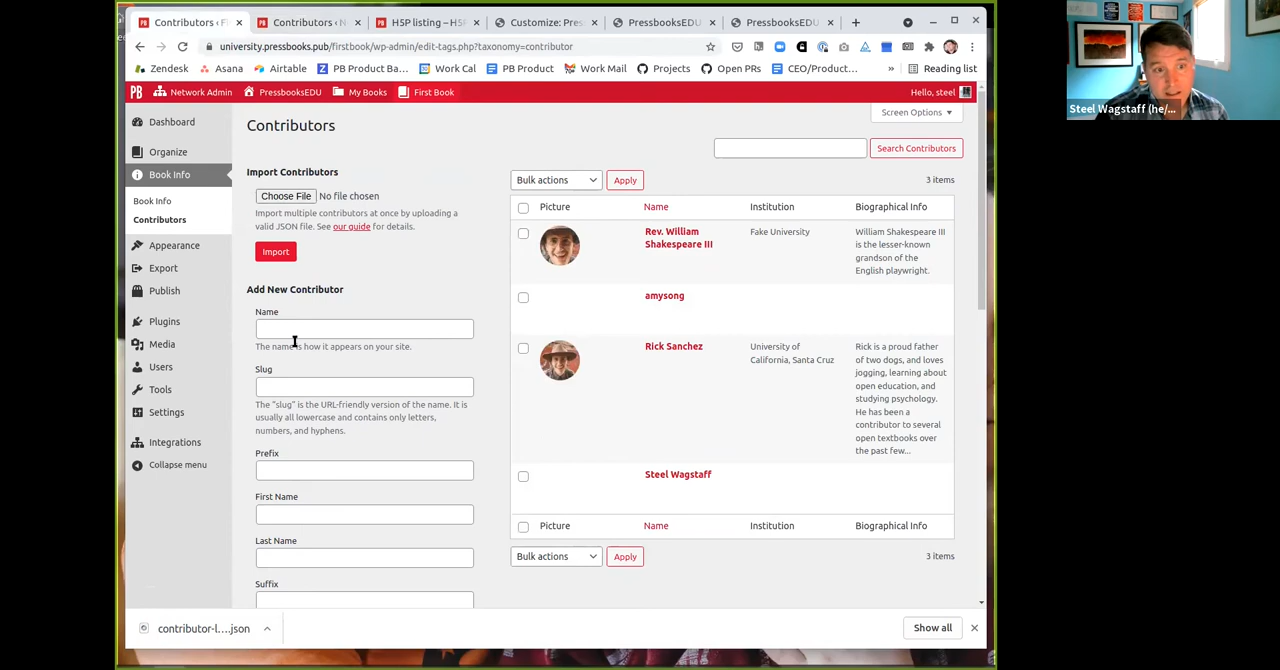 Contributors ‹ Fi
Contributors ‹ N
H5P listing – H5P
Customize: Pres
PressbooksEDU
PressbooksEDU
university.pressbooks.pub/firstbook/wp-admin/edit-tags.php?taxonomy=contributor
Zendesk
Asana
Airtable
PB Product Ba...
Work Cal
PB Product
Work Mail
Projects
Open PRs
CEO/Product...
»
Reading list
PB
Network Admin
PressbooksEDU
My Books
First Book
Hello, steel
Dashboard
Organize
Book Info
Book Info
Contributors
Appearance
Export
Publish
Plugins
Media
Users
Tools
Settings
Integrations
Collapse menu
Contributors
Screen Options ▼
Search Contributors
Import Contributors
Choose File No file chosen
Import multiple contributors at once by uploading a
valid JSON file. See our guide for details.
Import
Add New Contributor
Name
The name is how it appears on your site.
Slug
The "slug" is the URL-friendly version of the name. It is
usually all lowercase and contains only letters,
numbers, and hyphens.
Prefix
First Name
Last Name
Suffix
Bulk actions
Apply
3 items
Picture
Name
Institution
Biographical Info
Rev. William
Shakespeare III
Fake University
William Shakespeare III
is the lesser-known
grandson of the
English playwright.
amysong
Rick Sanchez
University of
California, Santa Cruz
Rick is a proud father
of two dogs, and loves
jogging, learning about
open education, and
studying psychology.
He has been a
contributor to several
open textbooks over
the past few...
Steel Wagstaff
Picture
Name
Institution
Biographical Info
Bulk actions
Apply
3 items
contributor-l....json
Show all
Steel Wagstaff (he/...